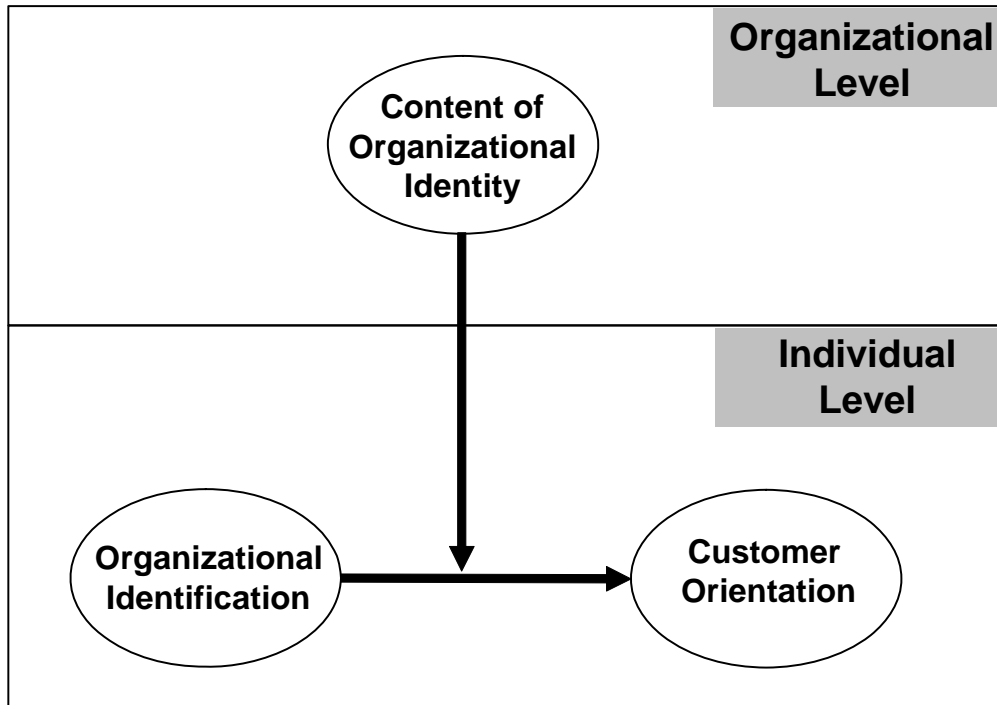 Organizational
Level
Content of
Organizational
Identity
Individual
Level
Organizational
Identification
Customer
Orientation